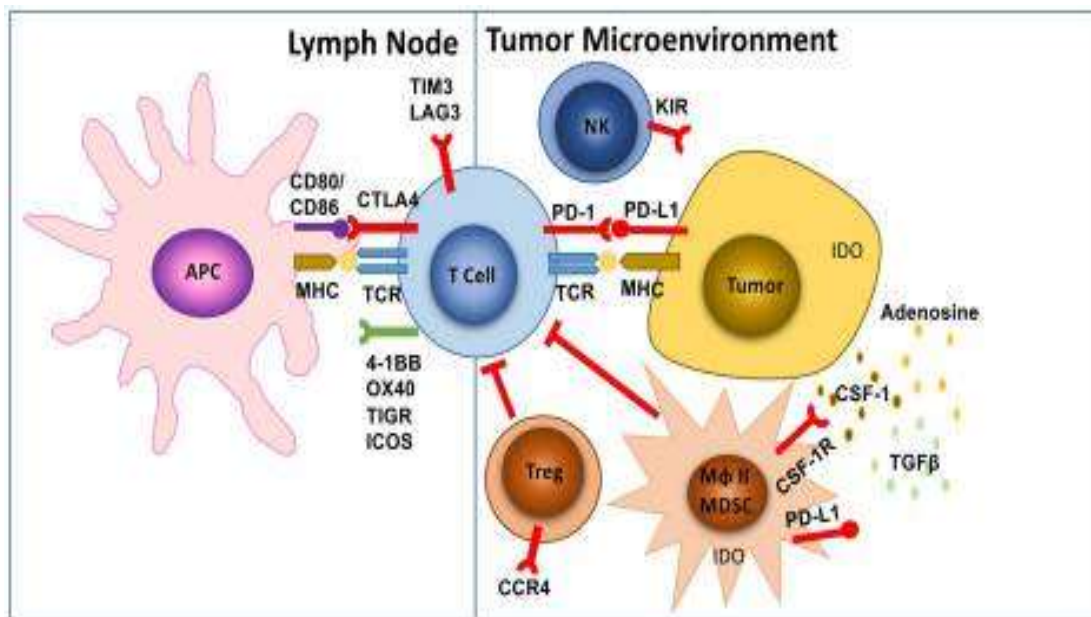 Lymph Node
Tumor Microenvironment
TIM3
LAG3
NK
KIR
CD80/
CD86
CTLA4
PD-1
PD-L1
IDO
APC
MHC
TCR
T Cell
TCR
MHC
Tumor
4-1BB
OX40
TIGR
ICOS
Adenosine
CSF-1
CSF-1R
TGFβ
Treg
CCR4
Mφ II
MDSC
IDO
PD-L1